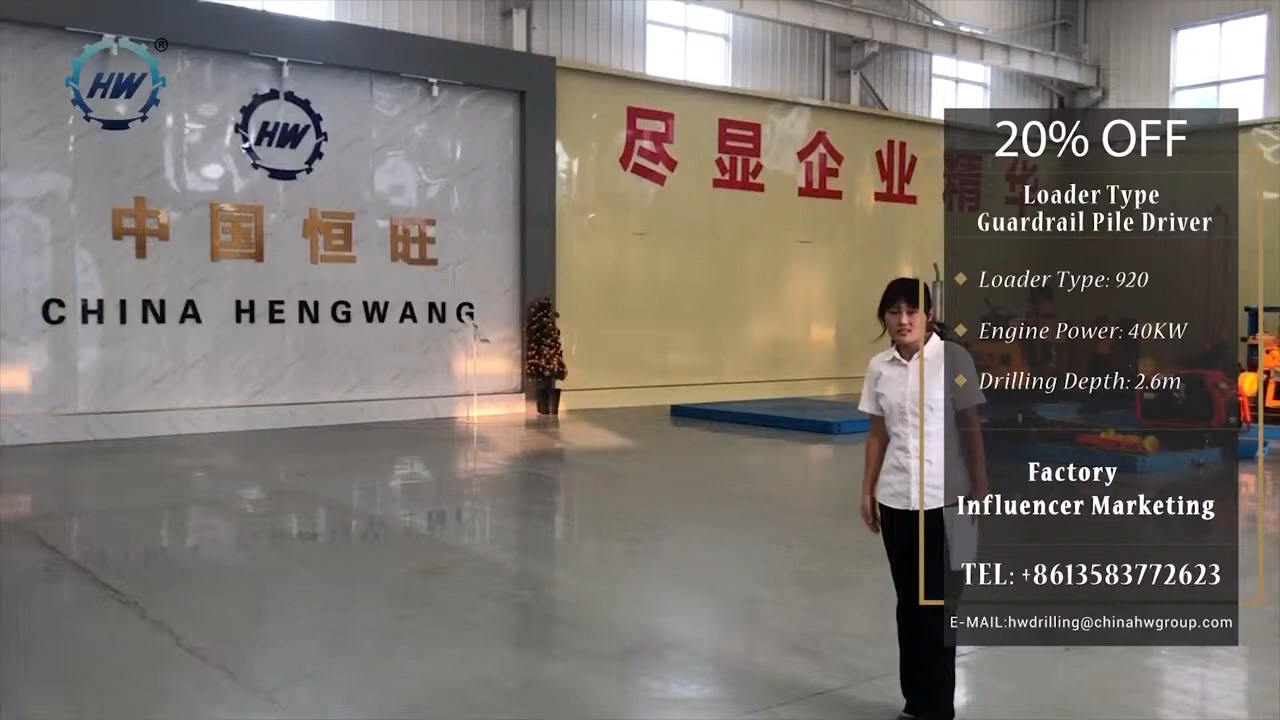 HW ®
HW
中国恒旺
CHINA HENGWANG
尽显企业精华
20% OFF
Loader Type
Guardrail Pile Driver
Loader Type: 920
Engine Power: 40KW
Drilling Depth: 2.6m
Factory
Influencer Marketing
TEL: +8613583772623
E-MAIL:hwdrilling@chinahwgroup.com